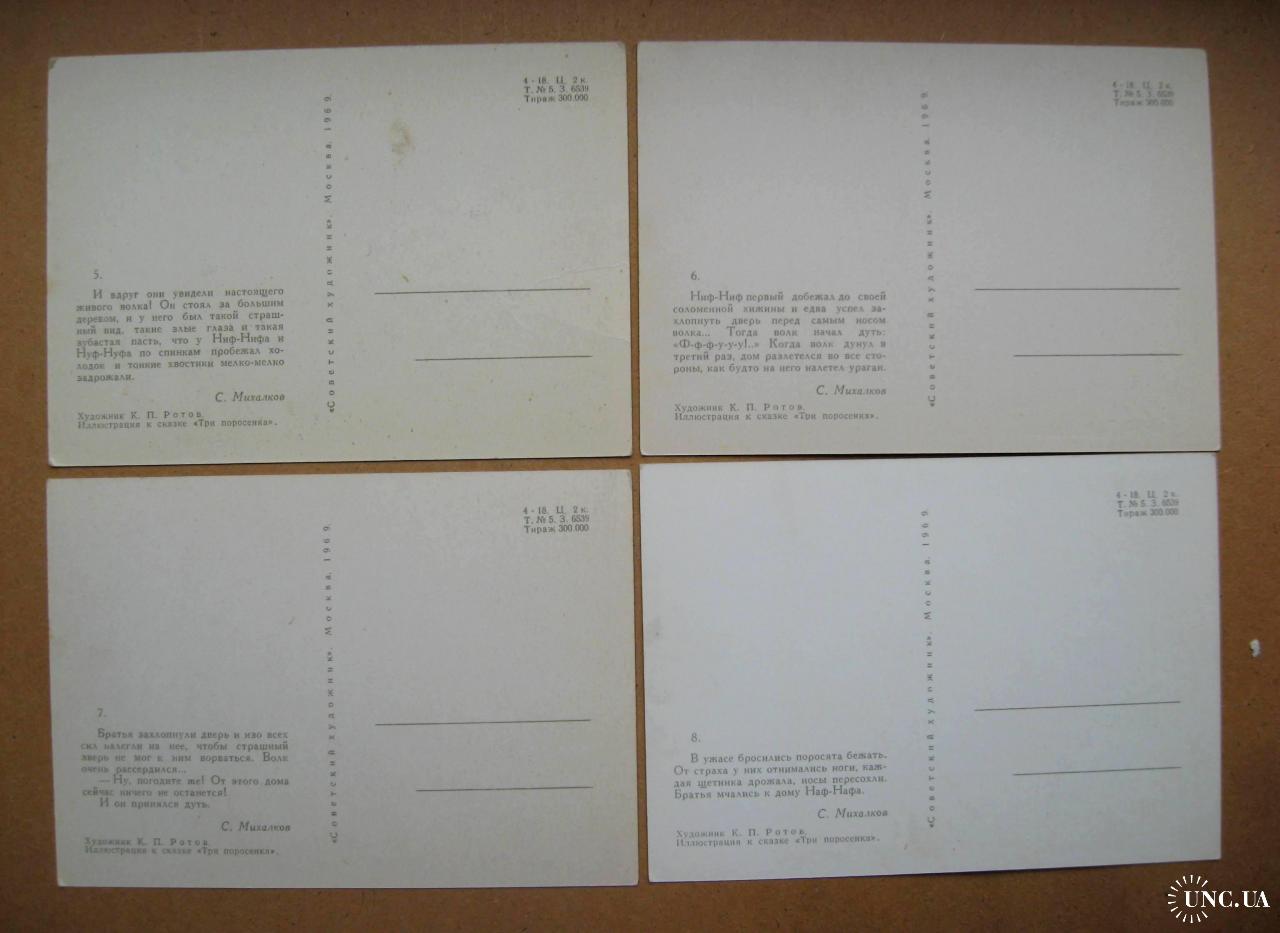 4 - 18. Ц. 2 к.
Т. № 5. З. 6539
Тираж 300.000
«Советский художник». Москва. 1969.
5.
И вдруг они увидели настоящего
живого волка! Он стоял за большим
деревом, и у него был такой страш-
ный вид, такие злые глаза и такая
зубастая пасть, что у Ниф-Нифа и
Нуф-Нуфа по спинкам пробежал хо-
лодок и тонкие хвостики мелко-мелко
задрожали.
С. Михалков
Художник К. П. Ротов.
Иллюстрация к сказке «Три поросенка».
4 - 18. Ц. 2 к.
Т. № 5. З. 6539
Тираж 300.000
«Советский художник». Москва. 1969.
6.
Ниф-Ниф первый добежал до своей
соломенной хижины и едва успел за-
хлопнуть дверь перед самым носом
волка... Тогда волк начал дуть:
«Ф-ф-ф-у-у-у!..» Когда волк дунул в
третий раз, дом разлетелся во все сто-
роны, как будто на него налетел ураган.
С. Михалков
Художник К. П. Ротов.
Иллюстрация к сказке «Три поросенка».
4 - 18. Ц. 2 к.
Т. № 5. З. 6539
Тираж 300.000
«Советский художник». Москва. 1969.
7.
Братья захлопнули дверь и изо всех
сил налегли на нее, чтобы страшный
зверь не мог к ним ворваться. Волк
очень рассердился...
— Ну, погодите же! От этого дома
сейчас ничего не останется!
И он принялся дуть.
С. Михалков
Художник К. П. Ротов.
Иллюстрация к сказке «Три поросенка».
4 - 18. Ц. 2 к.
Т. № 5. З. 6539
Тираж 300.000
«Советский художник». Москва. 1969.
8.
В ужасе бросились поросята бежать.
От страха у них отнимались ноги, каж-
дая щетинка дрожала, носы пересохли.
Братья мчались к дому Наф-Нафа.
С. Михалков
Художник К. П. Ротов.
Иллюстрация к сказке «Три поросенка».
UNC.UA